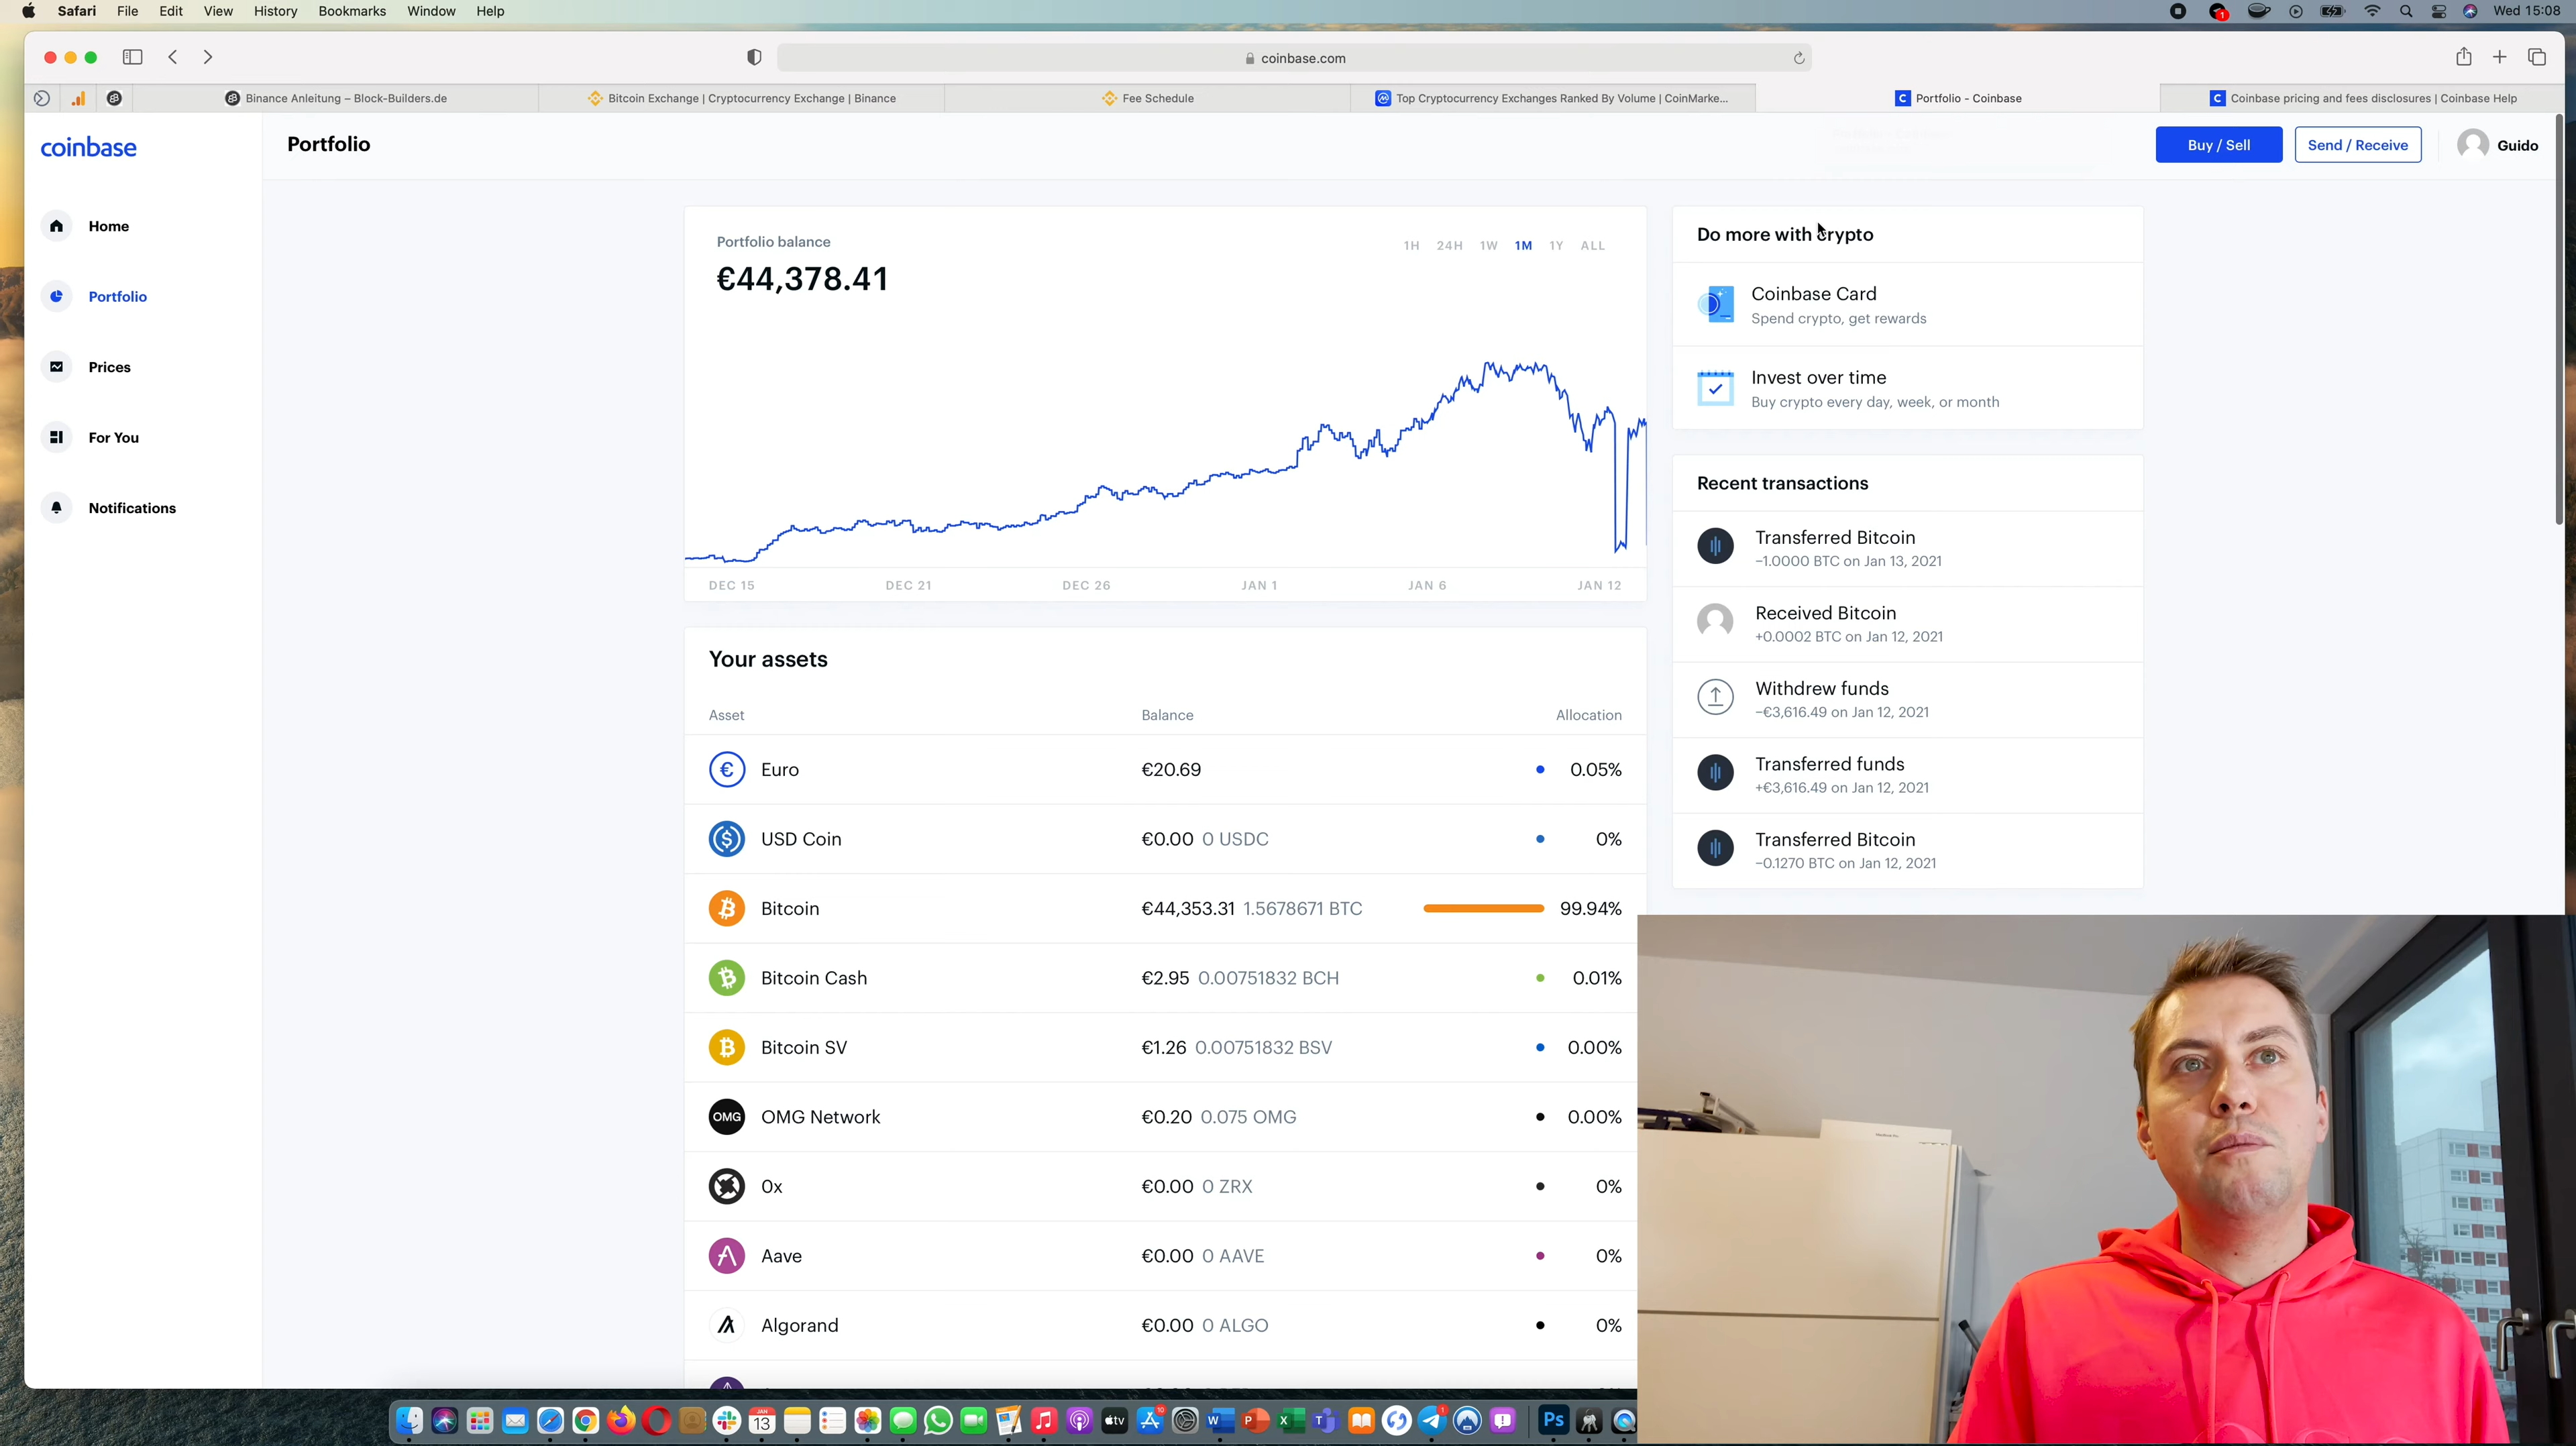 Safari File Edit View History Bookmarks Window Help
1
Wed 15:08
coinbase.com
Binance Anleitung – Block-Builders.de
Bitcoin Exchange | Cryptocurrency Exchange | Binance
Fee Schedule
Top Cryptocurrency Exchanges Ranked By Volume | CoinMarke...
Portfolio - Coinbase
Coinbase pricing and fees disclosures | Coinbase Help
coinbase
Portfolio
Buy / Sell
Send / Receive
Guido
Home
Portfolio
Prices
For You
Notifications
Portfolio balance
€44,378.41
1H 24H 1W 1M 1Y ALL
DEC 15 DEC 21 DEC 26 JAN 1 JAN 6 JAN 12
Do more with crypto
Coinbase Card
Spend crypto, get rewards
Invest over time
Buy crypto every day, week, or month
Recent transactions
Transferred Bitcoin
−1.0000 BTC on Jan 13, 2021
Received Bitcoin
+0.0002 BTC on Jan 12, 2021
Withdrew funds
−€3,616.49 on Jan 12, 2021
Transferred funds
+€3,616.49 on Jan 12, 2021
Transferred Bitcoin
−0.1270 BTC on Jan 12, 2021
Your assets
Asset Balance Allocation
Euro €20.69 0.05%
USD Coin €0.00 0 USDC 0%
Bitcoin €44,353.31 1.5678671 BTC 99.94%
Bitcoin Cash €2.95 0.00751832 BCH 0.01%
Bitcoin SV €1.26 0.00751832 BSV 0.00%
OMG OMG Network €0.20 0.075 OMG 0.00%
0x €0.00 0 ZRX 0%
Aave €0.00 0 AAVE 0%
Algorand €0.00 0 ALGO 0%
JAN
13
tv
10
W P X T
1
Ps